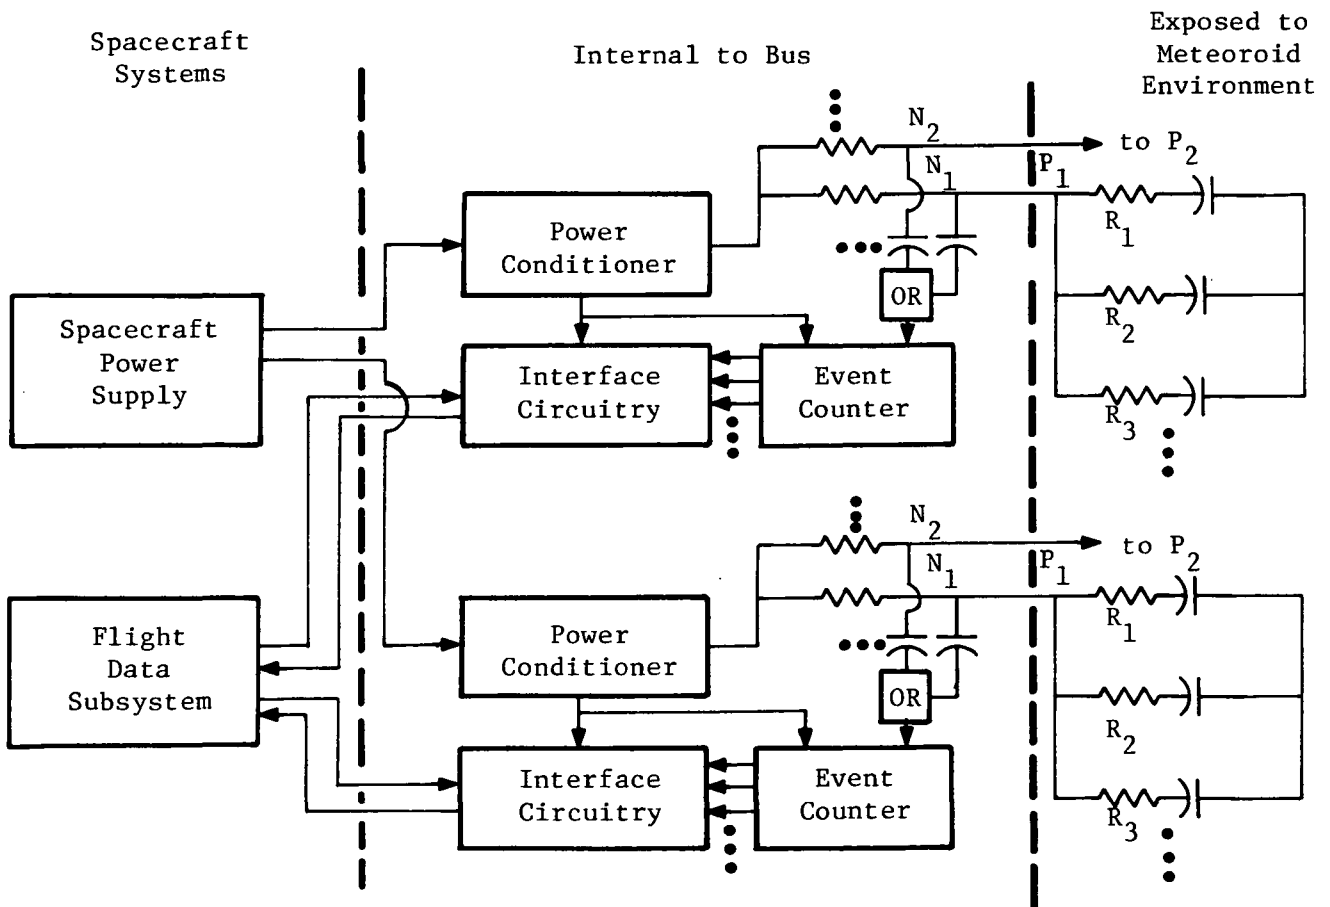 Spacecraft
Systems
Internal to Bus
Exposed to
Meteoroid
Environment
N2
to P2
N1
P1
Power
Conditioner
R1
OR
R2
Spacecraft
Power
Supply
Interface
Circuitry
Event
Counter
R3
N2
to P2
N1
P1
Flight
Data
Subsystem
Power
Conditioner
R1
OR
R2
Interface
Circuitry
Event
Counter
R3